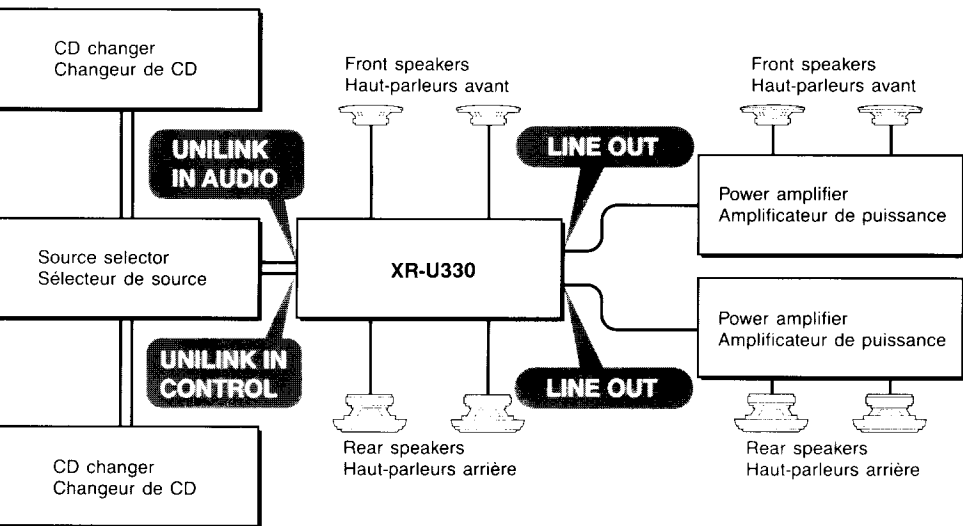 CD changer
Changeur de CD
UNILINK
IN AUDIO
Front speakers
Haut-parleurs avant
LINE OUT
Front speakers
Haut-parleurs avant
Power amplifier
Amplificateur de puissance
Source selector
Sélecteur de source
XR-U330
Power amplifier
Amplificateur de puissance
UNILINK IN
CONTROL
LINE OUT
CD changer
Changeur de CD
Rear speakers
Haut-parleurs arrière
Rear speakers
Haut-parleurs arrière